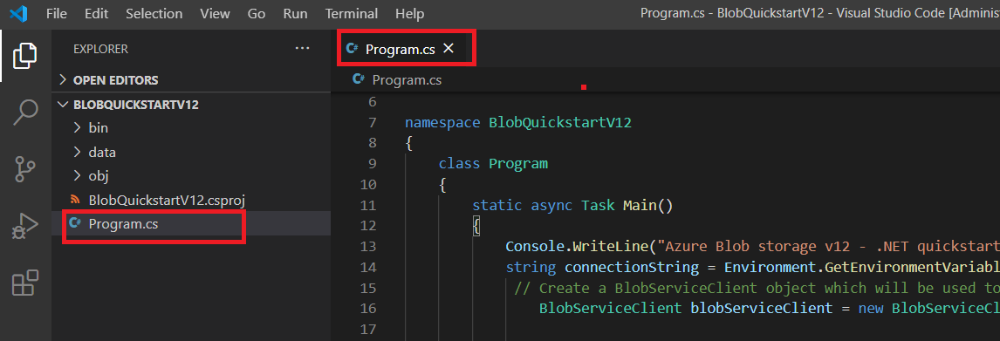 File Edit Selection View Go Run Terminal Help Program.cs - BlobQuickstartV12 - Visual Studio Code [Adminis
EXPLORER ···
OPEN EDITORS
BLOBQUICKSTARTV12
bin
data
obj
BlobQuickstartV12.csproj
C# Program.cs
C# Program.cs
C# Program.cs
6
7 namespace BlobQuickstartV12
8 {
9 class Program
10 {
11 static async Task Main()
12 {
13 Console.WriteLine("Azure Blob storage v12 - .NET quickstart
14 string connectionString = Environment.GetEnvironmentVariabl
15 // Create a BlobServiceClient object which will be used to
16 BlobServiceClient blobServiceClient = new BlobServiceCl
17